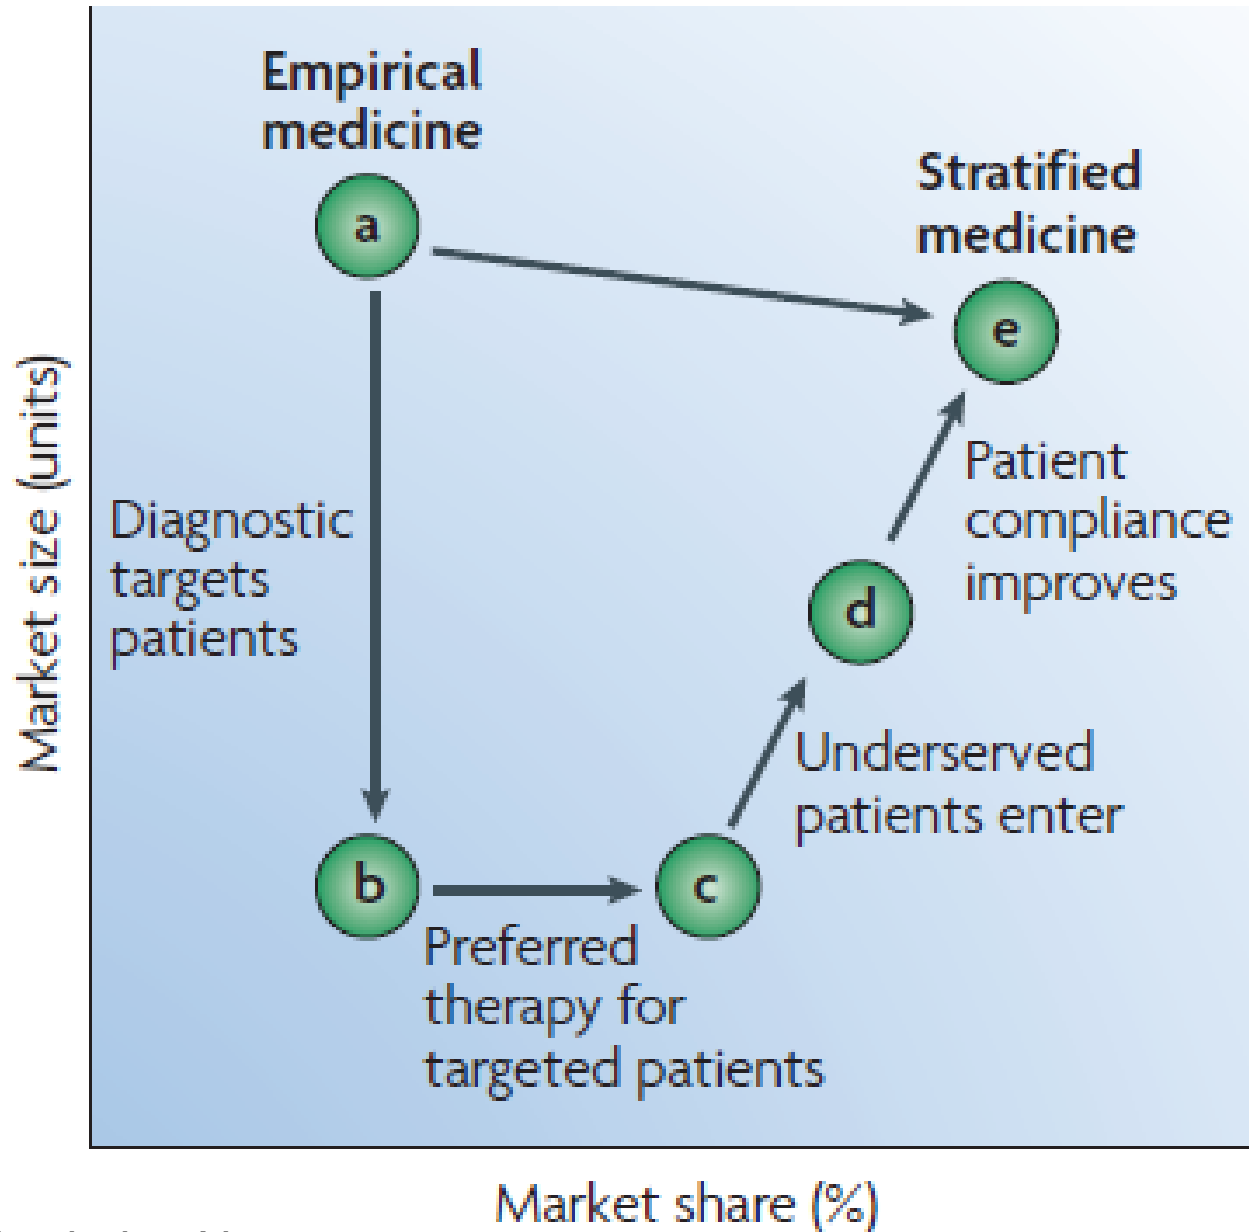 Empirical
medicine
a
Stratified
medicine
e
Market size (units)
Diagnostic
targets
patients
Patient
compliance
improves
d
Underserved
patients enter
b
c
Preferred
therapy for
targeted patients
Market share (%)